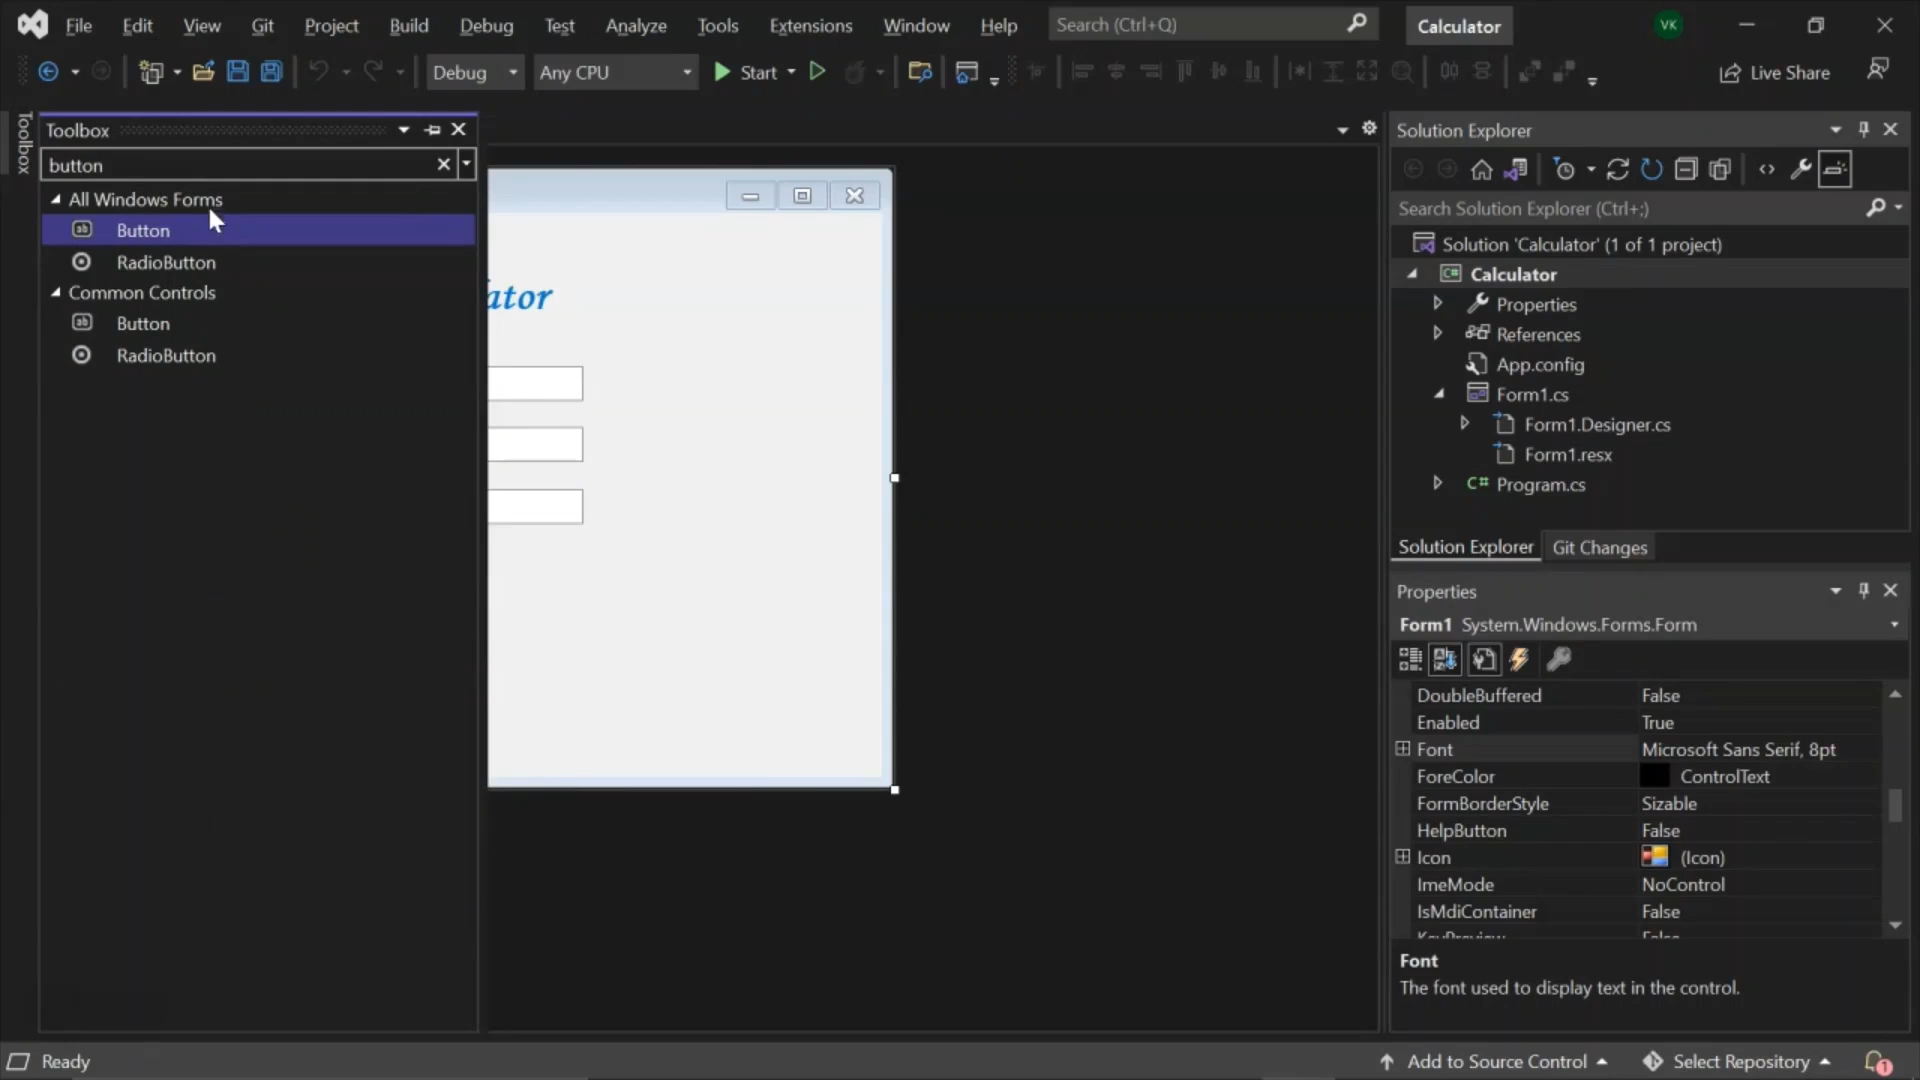 File Edit View Git Project Build Debug Test Analyze Tools Extensions Window Help Search (Ctrl+Q) Calculator VK
Debug Any CPU Start Live Share
Toolbox
Toolbox
button
All Windows Forms
Button
RadioButton
Common Controls
Button
RadioButton
ator
Solution Explorer
Search Solution Explorer (Ctrl+;)
Solution 'Calculator' (1 of 1 project)
Calculator
Properties
References
App.config
Form1.cs
Form1.Designer.cs
Form1.resx
C# Program.cs
Solution Explorer Git Changes
Properties
Form1 System.Windows.Forms.Form
DoubleBuffered False
Enabled True
Font Microsoft Sans Serif, 8pt
ForeColor ControlText
FormBorderStyle Sizable
HelpButton False
Icon (Icon)
ImeMode NoControl
IsMdiContainer False
Font
The font used to display text in the control.
Ready Add to Source Control Select Repository 1